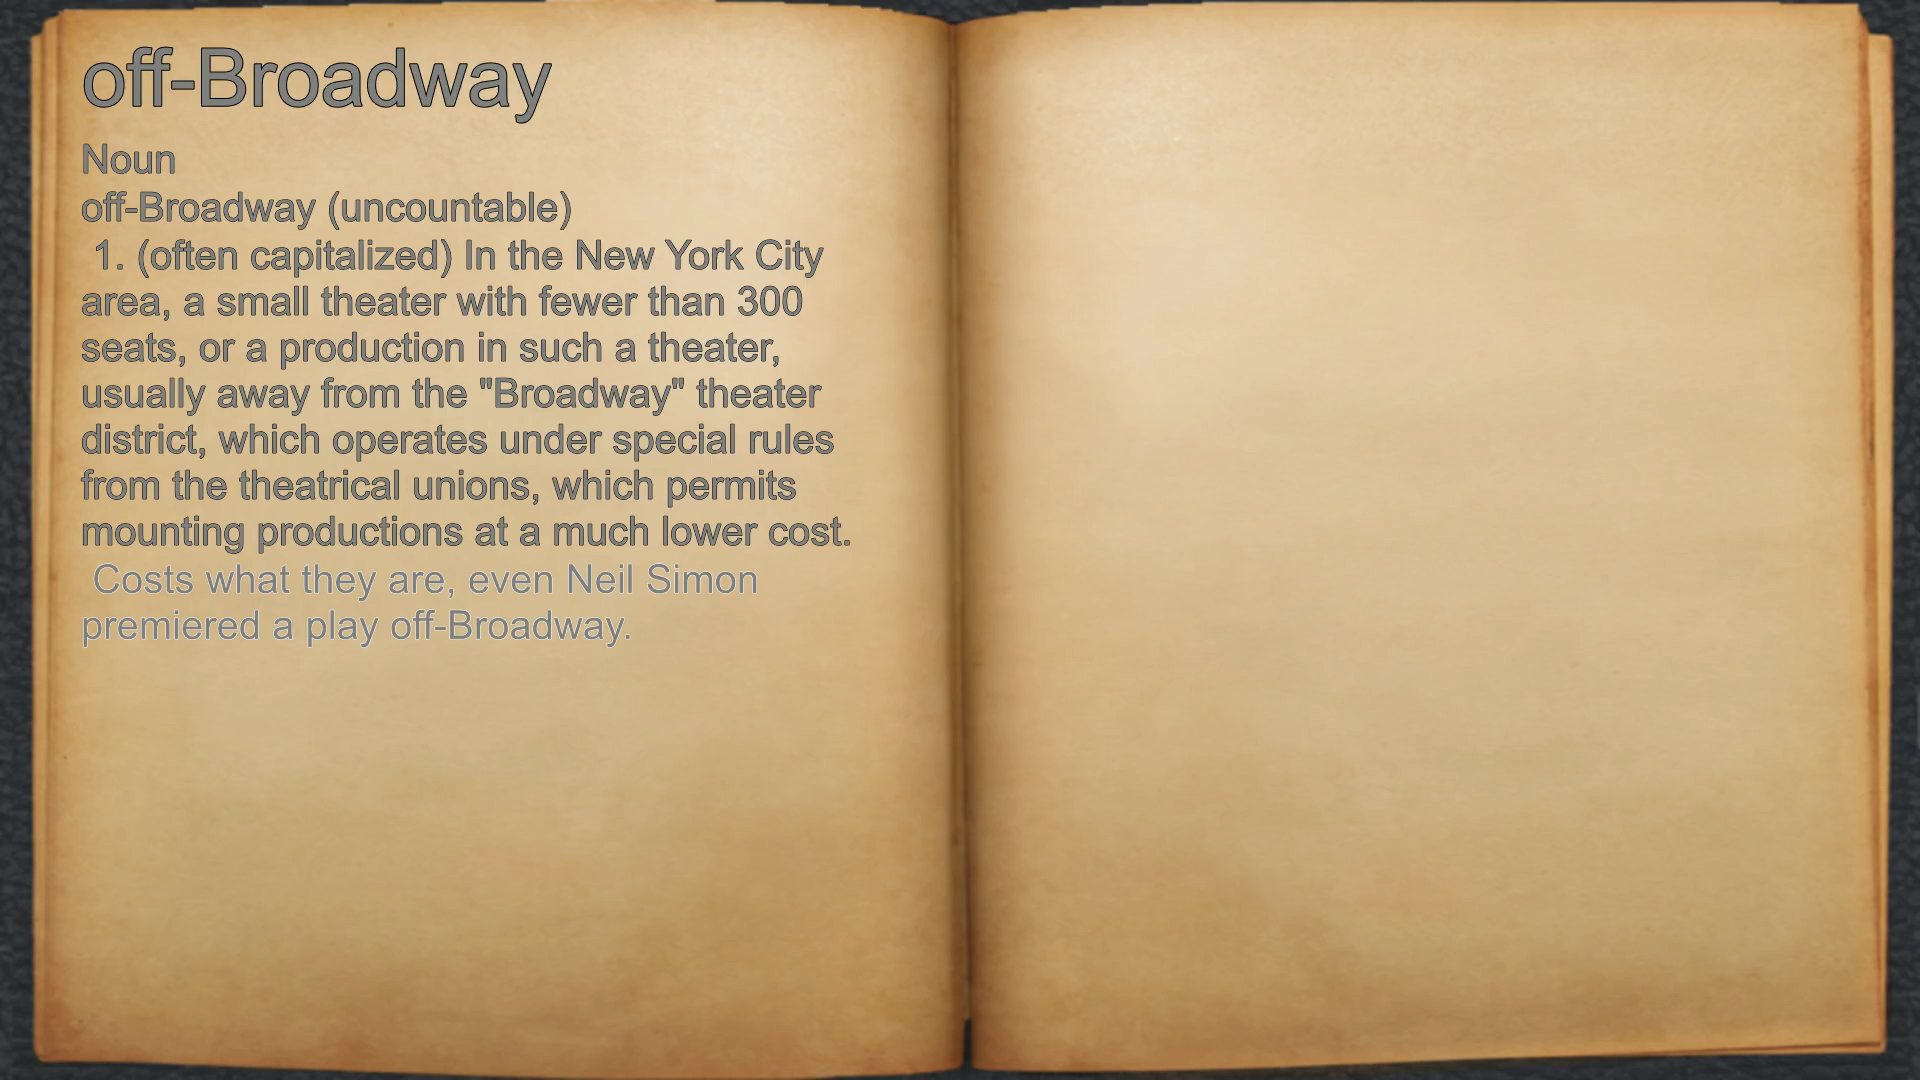 off-Broadway
Noun
off-Broadway (uncountable)
1. (often capitalized) In the New York City
area, a small theater with fewer than 300
seats, or a production in such a theater,
usually away from the "Broadway" theater
district, which operates under special rules
from the theatrical unions, which permits
mounting productions at a much lower cost.
Costs what they are, even Neil Simon
premiered a play off-Broadway.